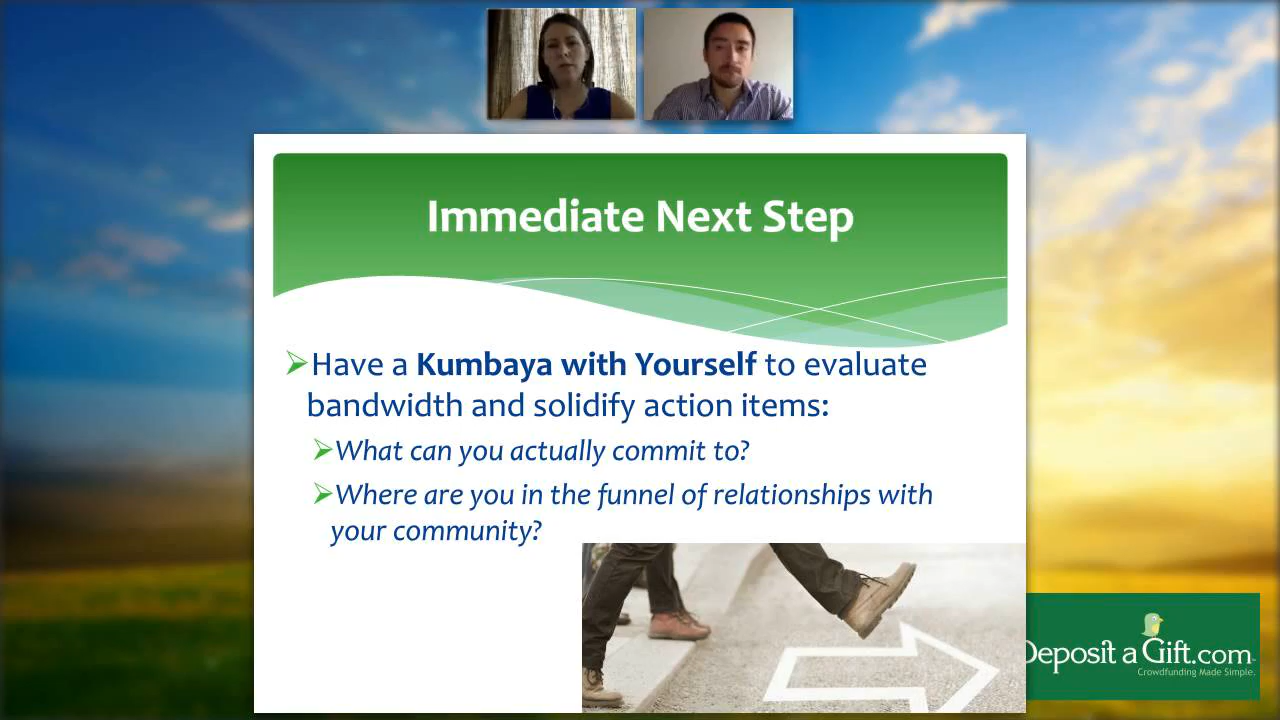 Immediate Next Step
Have a Kumbaya with Yourself to evaluate
bandwidth and solidify action items:
What can you actually commit to?
Where are you in the funnel of relationships with
your community?
Deposit a Gift.com
Crowdfunding Made Simple.